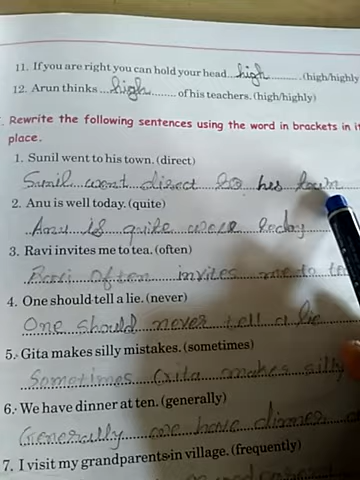 11. If you are right you can hold your head ...high.......... (high/highly
12. Arun thinks ...high......... of his teachers. (high/highly)
Rewrite the following sentences using the word in brackets in it
place.
1. Sunil went to his town. (direct)
Sunil went direct to his town
2. Anu is well today. (quite)
Anu is quite well today
3. Ravi invites me to tea. (often)
Ravi often invites me to tea
4. One should tell a lie. (never)
One should never tell a lie
5. Gita makes silly mistakes. (sometimes)
Sometimes Gita makes silly
6. We have dinner at ten. (generally)
Generally we have dinner
7. I visit my grandparents in village. (frequently)